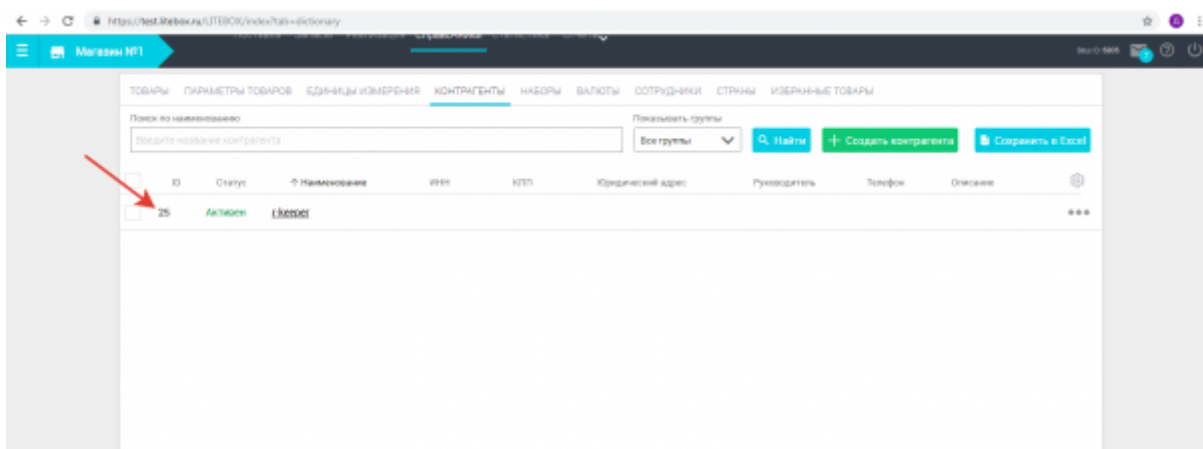 https://test.litebox.ru/LITEBOX/index?tab=dictionary
Магазин №1
Справочники
ТОВАРЫ ПАРАМЕТРЫ ТОВАРОВ ЕДИНИЦЫ ИЗМЕРЕНИЯ КОНТРАГЕНТЫ НАБОРЫ ВАЛЮТЫ СОТРУДНИКИ СТРАНЫ ИЗБРАННЫЕ ТОВАРЫ
Поиск по наименованию Показывать группы
Введите название контрагента Все группы Найти + Создать контрагента Сохранить в Excel
ID Статус ↑ Наименование ИНН КПП Юридический адрес Руководитель Телефон Описание
25 Активен r-keeper